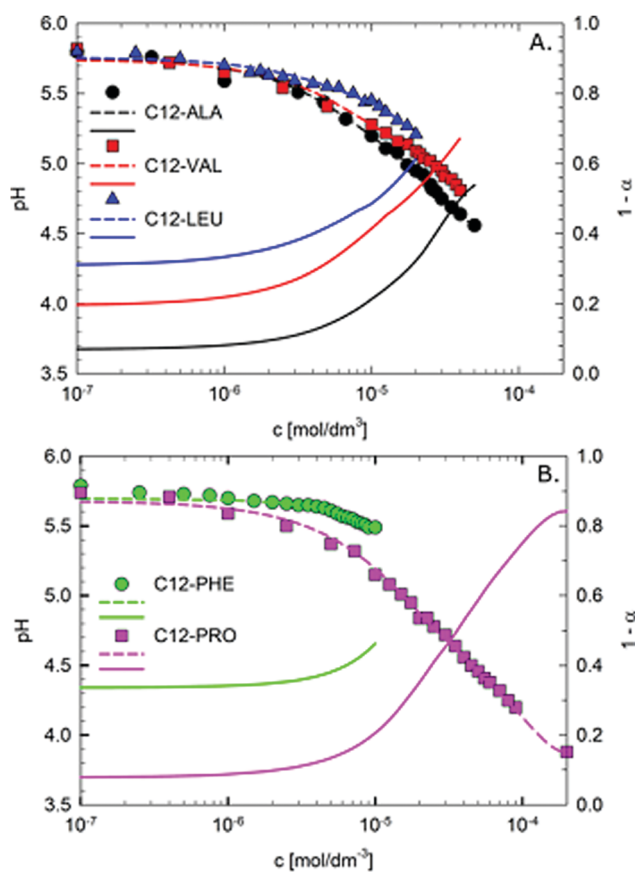 A.
6.0
5.5
5.0
4.5
4.0
3.5
pH
1.0
0.8
0.6
0.4
0.2
0.0
1 - α
C12-ALA
C12-VAL
C12-LEU
10-7
10-6
10-5
10-4
c [mol/dm3]
B.
6.0
5.5
5.0
4.5
4.0
3.5
pH
1.0
0.8
0.6
0.4
0.2
0.0
1 - α
C12-PHE
C12-PRO
10-7
10-6
10-5
10-4
c [mol/dm-3]